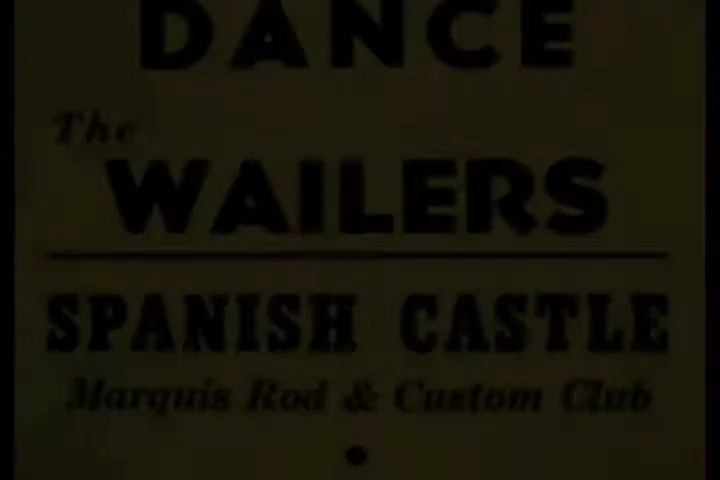 DANCE
The
WAILERS
SPANISH CASTLE
Marquis Rod & Custom Club